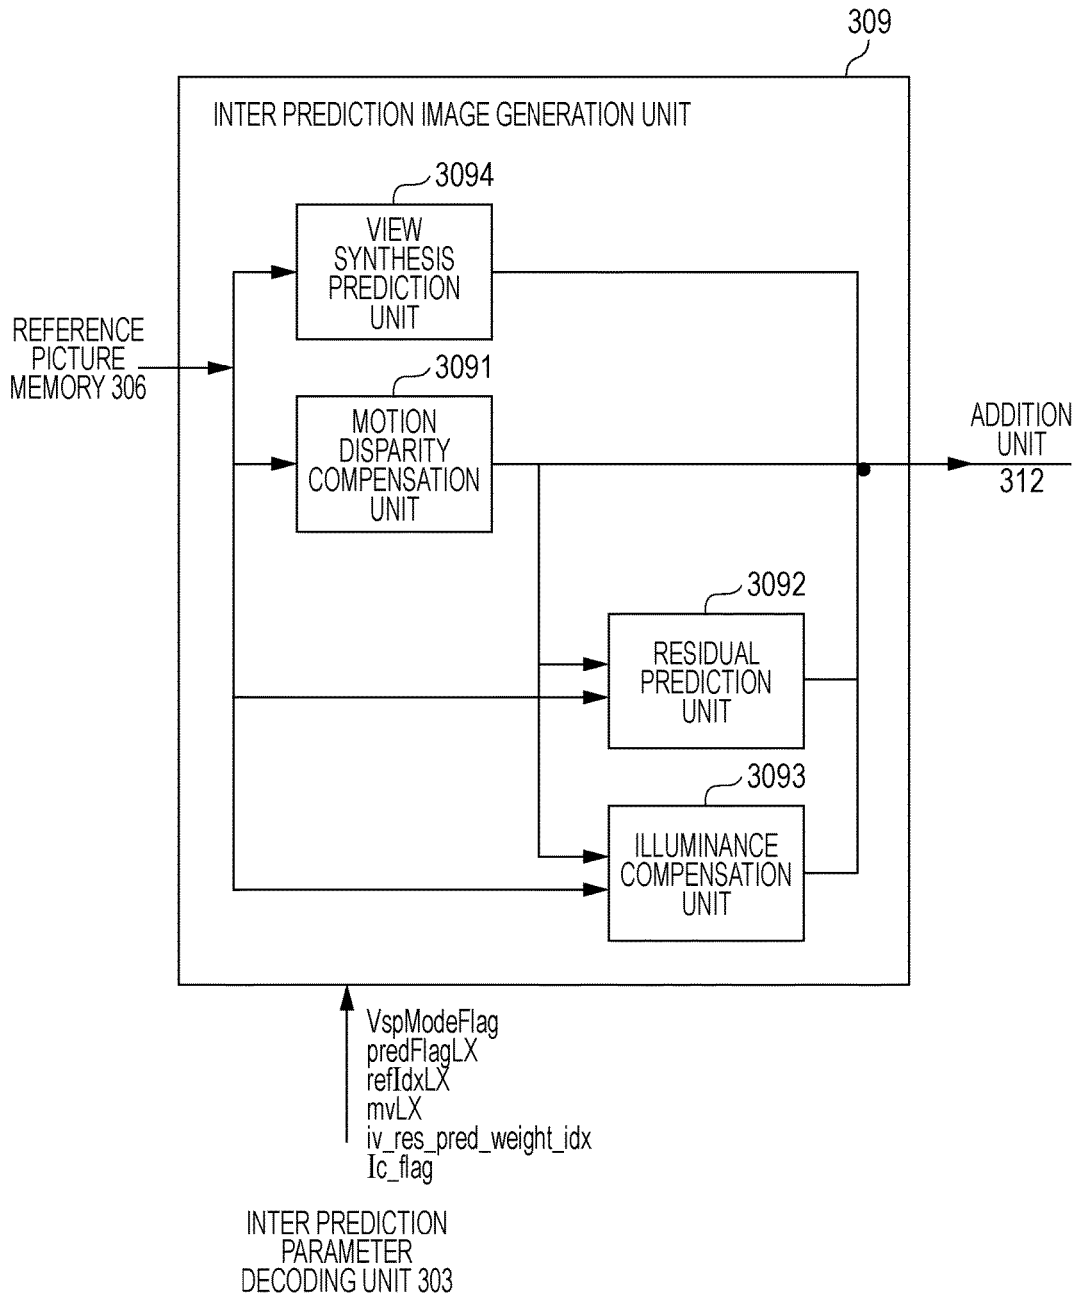 309
INTER PREDICTION IMAGE GENERATION UNIT
3094
VIEW
SYNTHESIS
PREDICTION
UNIT
REFERENCE
PICTURE
MEMORY 306
3091
MOTION
DISPARITY
COMPENSATION
UNIT
ADDITION
UNIT
312
3092
RESIDUAL
PREDICTION
UNIT
3093
ILLUMINANCE
COMPENSATION
UNIT
VspModeFlag
predFlagLX
refIdxLX
mvLX
iv_res_pred_weight_idx
Ic_flag
INTER PREDICTION
PARAMETER
DECODING UNIT 303